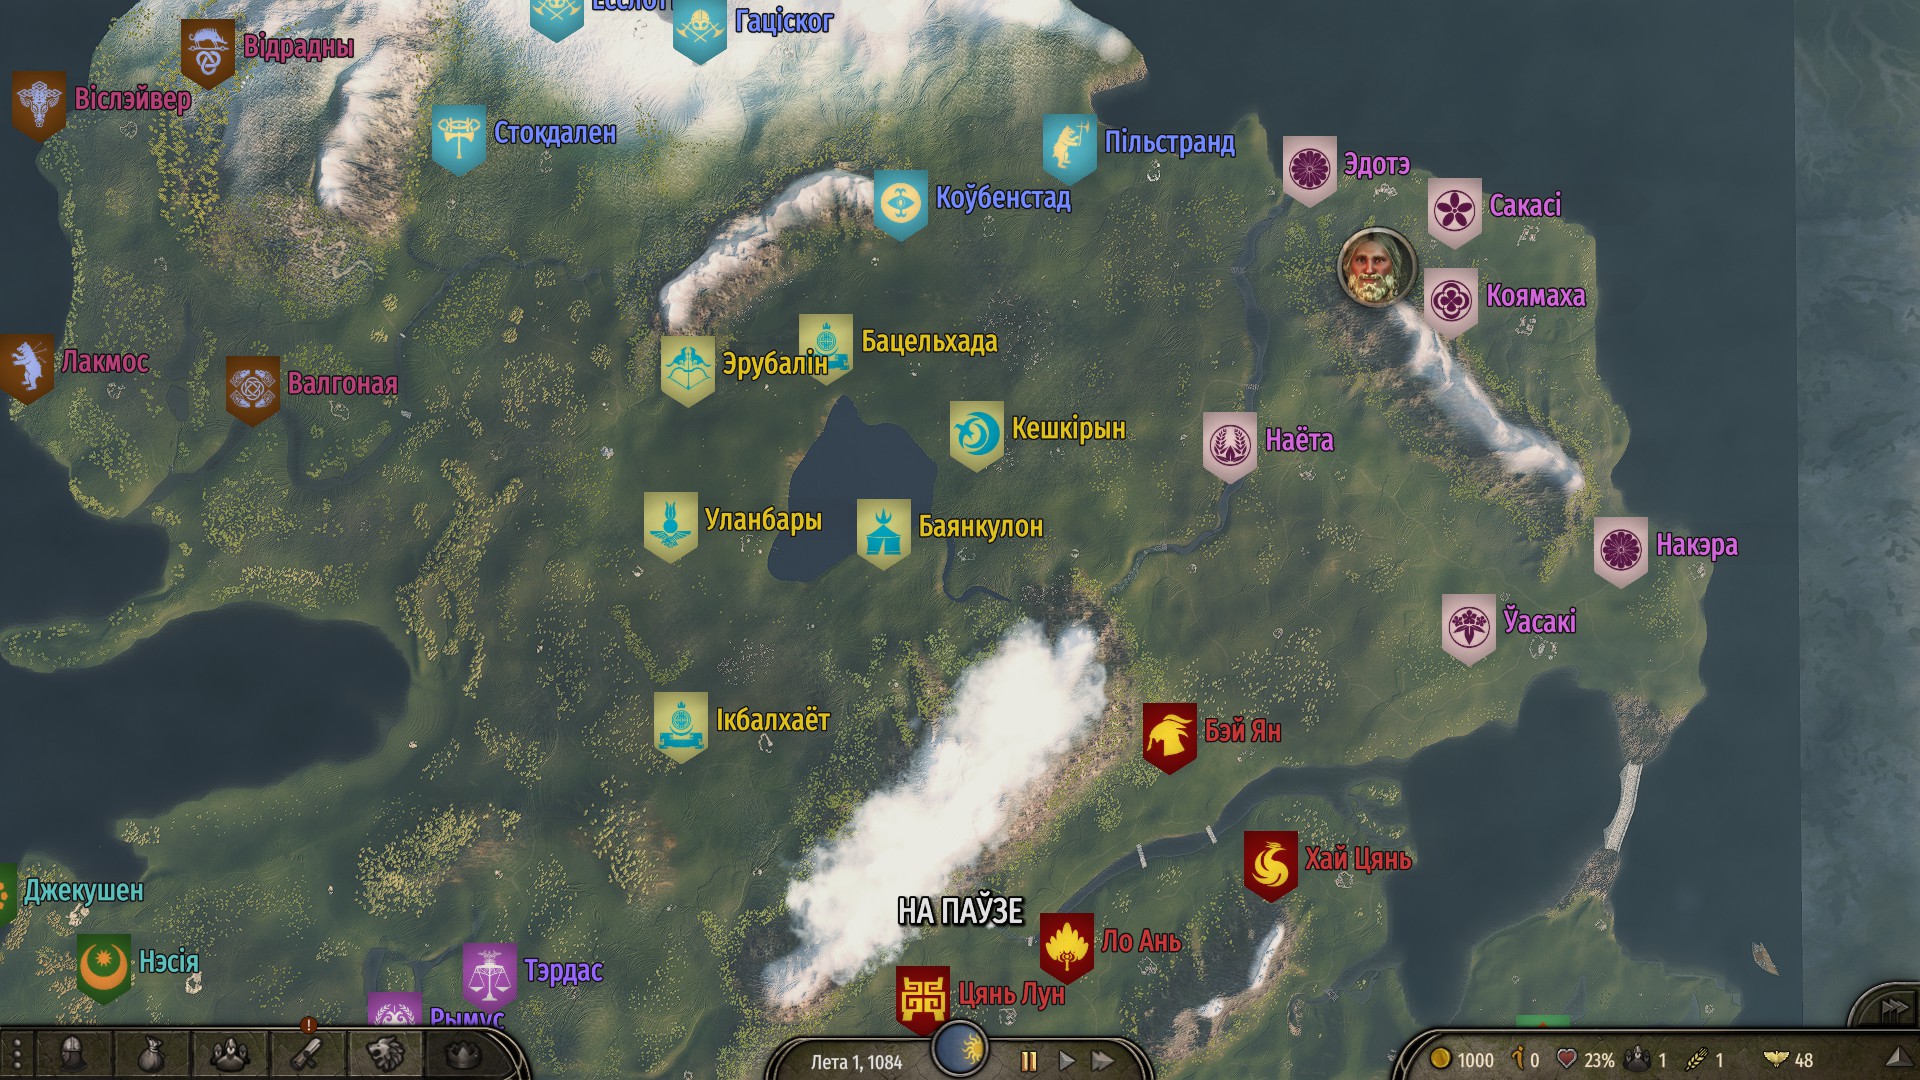 Гаціског
Відрадны
Віслэйвер
Стокдален
Пільстранд
Эдотэ
Коўбенстад
Сакасі
Коямаха
Бацельхада
Эрубалін
Лакмос
Валгоная
Кешкірын
Наёта
Уланбары
Баянкулон
Накэра
Ўасакі
Ікбалхаёт
Бэй Ян
Хай Цянь
Джекушен
НА ПАЎЗЕ
Ло Ань
Нэсія
Тэрдас
Цянь Лун
Рымус
Лета 1, 1084
1000
0
23%
1
1
48